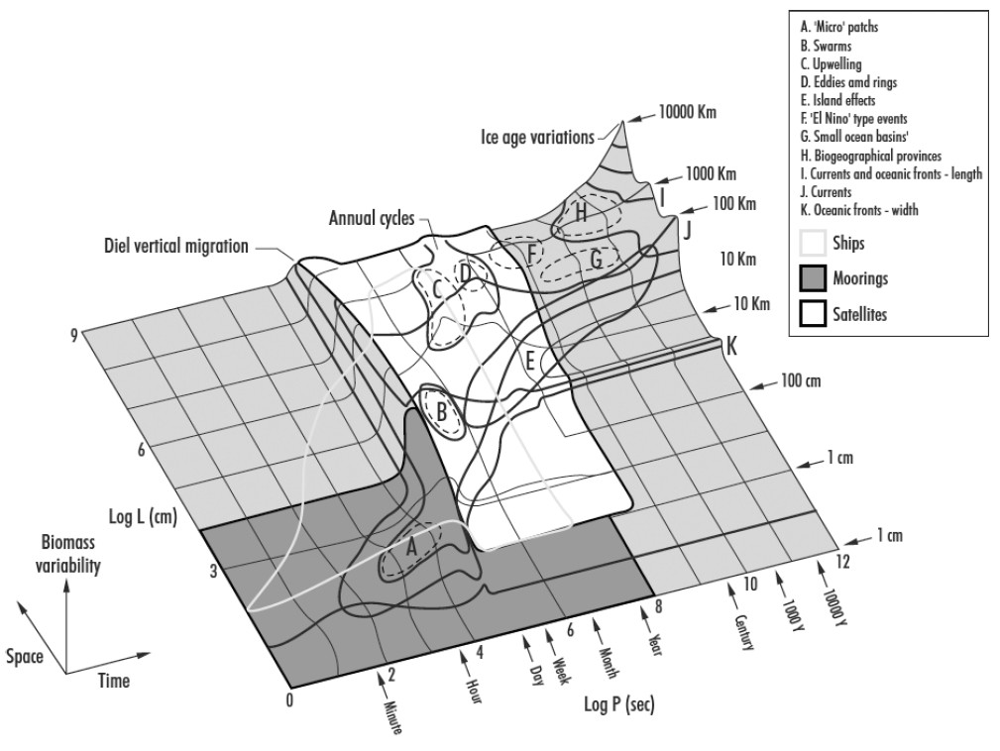 A. 'Micro' patchs
B. Swarms
C. Upwelling
D. Eddies amd rings
E. Island effects
F. 'El Nino' type events
G. Small ocean basins'
H. Biogeographical provinces
I. Currents and oceanic fronts - length
J. Currents
K. Oceanic fronts - width
Ships
Moorings
Satellites
10000 Km
Ice age variations
1000 Km
I
100 Km
J
H
Annual cycles
Diel vertical migration
F
G
10 Km
D
C
10 Km
9
K
E
100 cm
B
6
1 cm
Log L (cm)
A
1 cm
Biomass
variability
3
12
10
8
6
4
2
0
Space
Time
Minute
Hour
Day
Week
Month
Year
Century
1000 Y
10000 Y
Log P (sec)